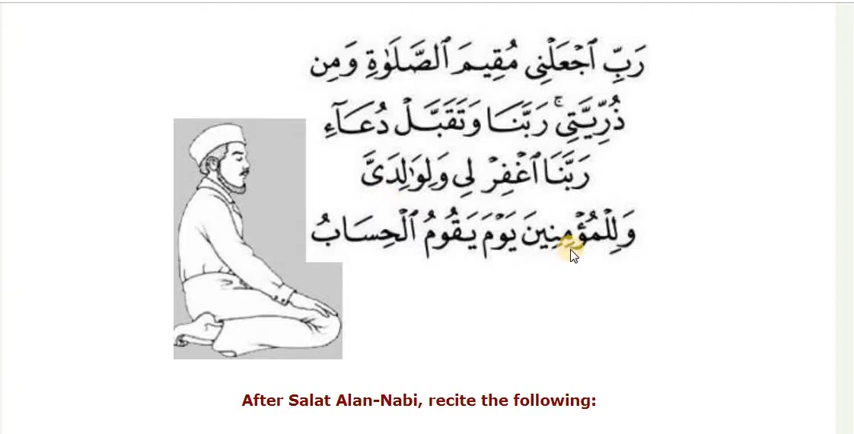 رَبِّ ٱجْعَلْنِى مُقِيمَ ٱلصَّلَوٰةِ وَمِن
ذُرِّيَّتِى ۚ رَبَّنَا وَتَقَبَّلْ دُعَآءِ
رَبَّنَا ٱغْفِرْ لِى وَلِوَٰلِدَىَّ
وَلِلْمُؤْمِنِينَ يَوْمَ يَقُومُ ٱلْحِسَابُ
After Salat Alan-Nabi, recite the following: